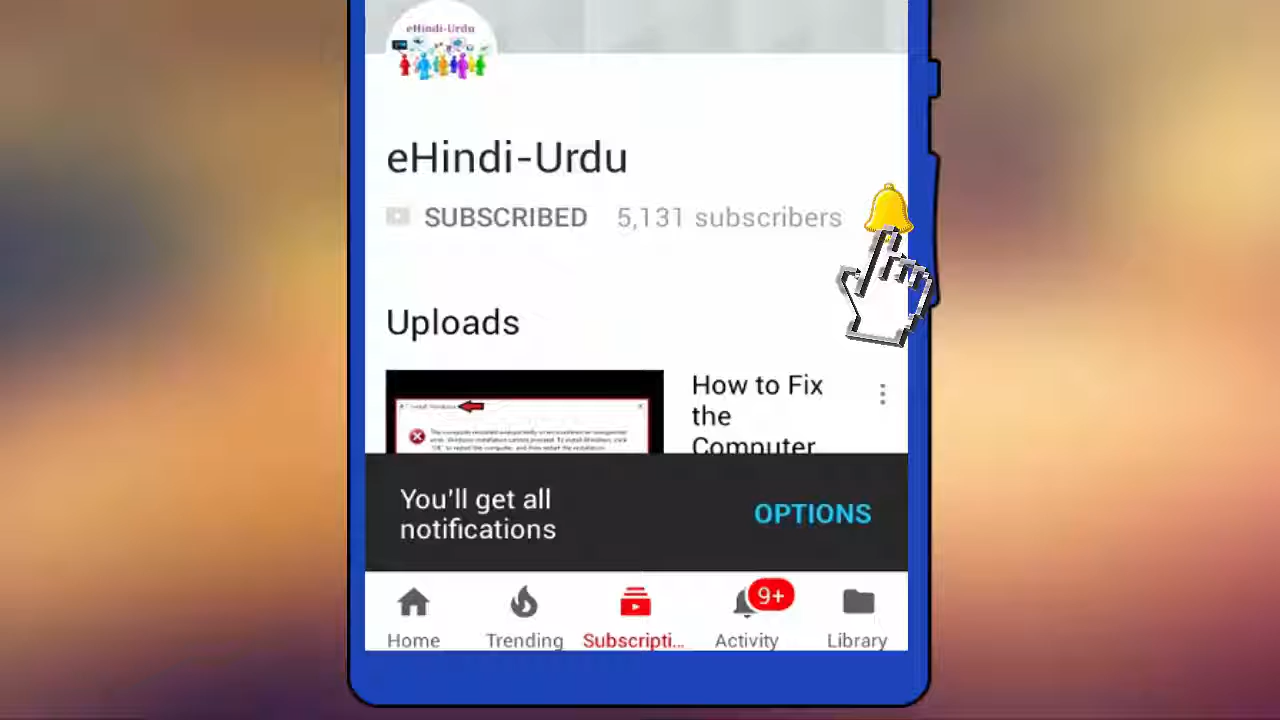 eHindi-Urdu
eHindi-Urdu
SUBSCRIBED 5,131 subscribers
Uploads
How to Fix
the
Computer
You'll get all
notifications
OPTIONS
9+
Home Trending Subscripti... Activity Library